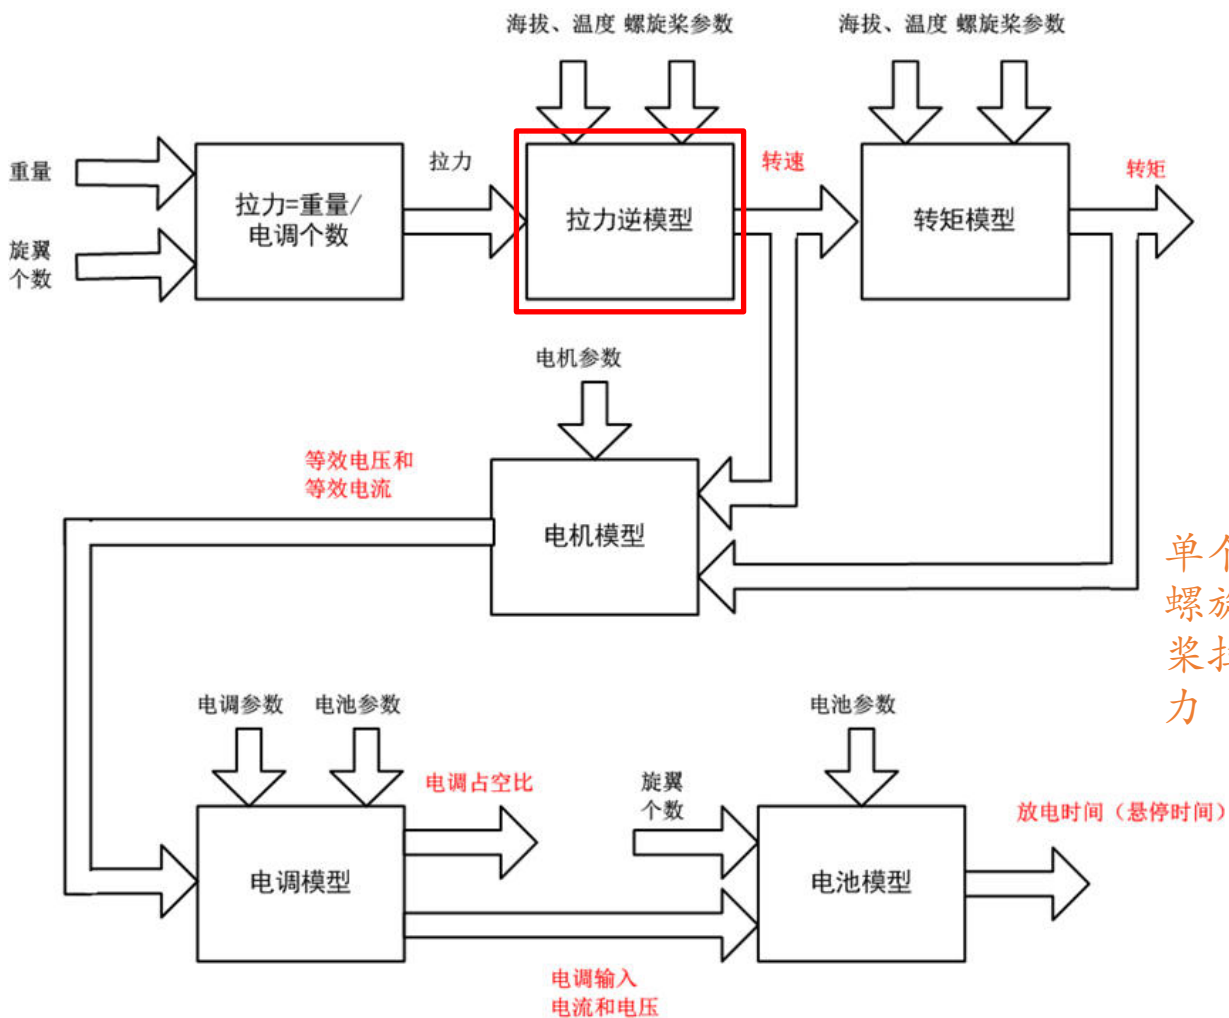 海拔、温度 螺旋桨参数
海拔、温度 螺旋桨参数
重量
旋翼
个数
拉力=重量/
电调个数
拉力
拉力逆模型
转速
转矩模型
转矩
电机参数
等效电压和
等效电流
电机模型
单个
螺旋
桨拉
力
电调参数
电池参数
电池参数
电调占空比
旋翼
个数
放电时间（悬停时间）
电调模型
电池模型
电调输入
电流和电压